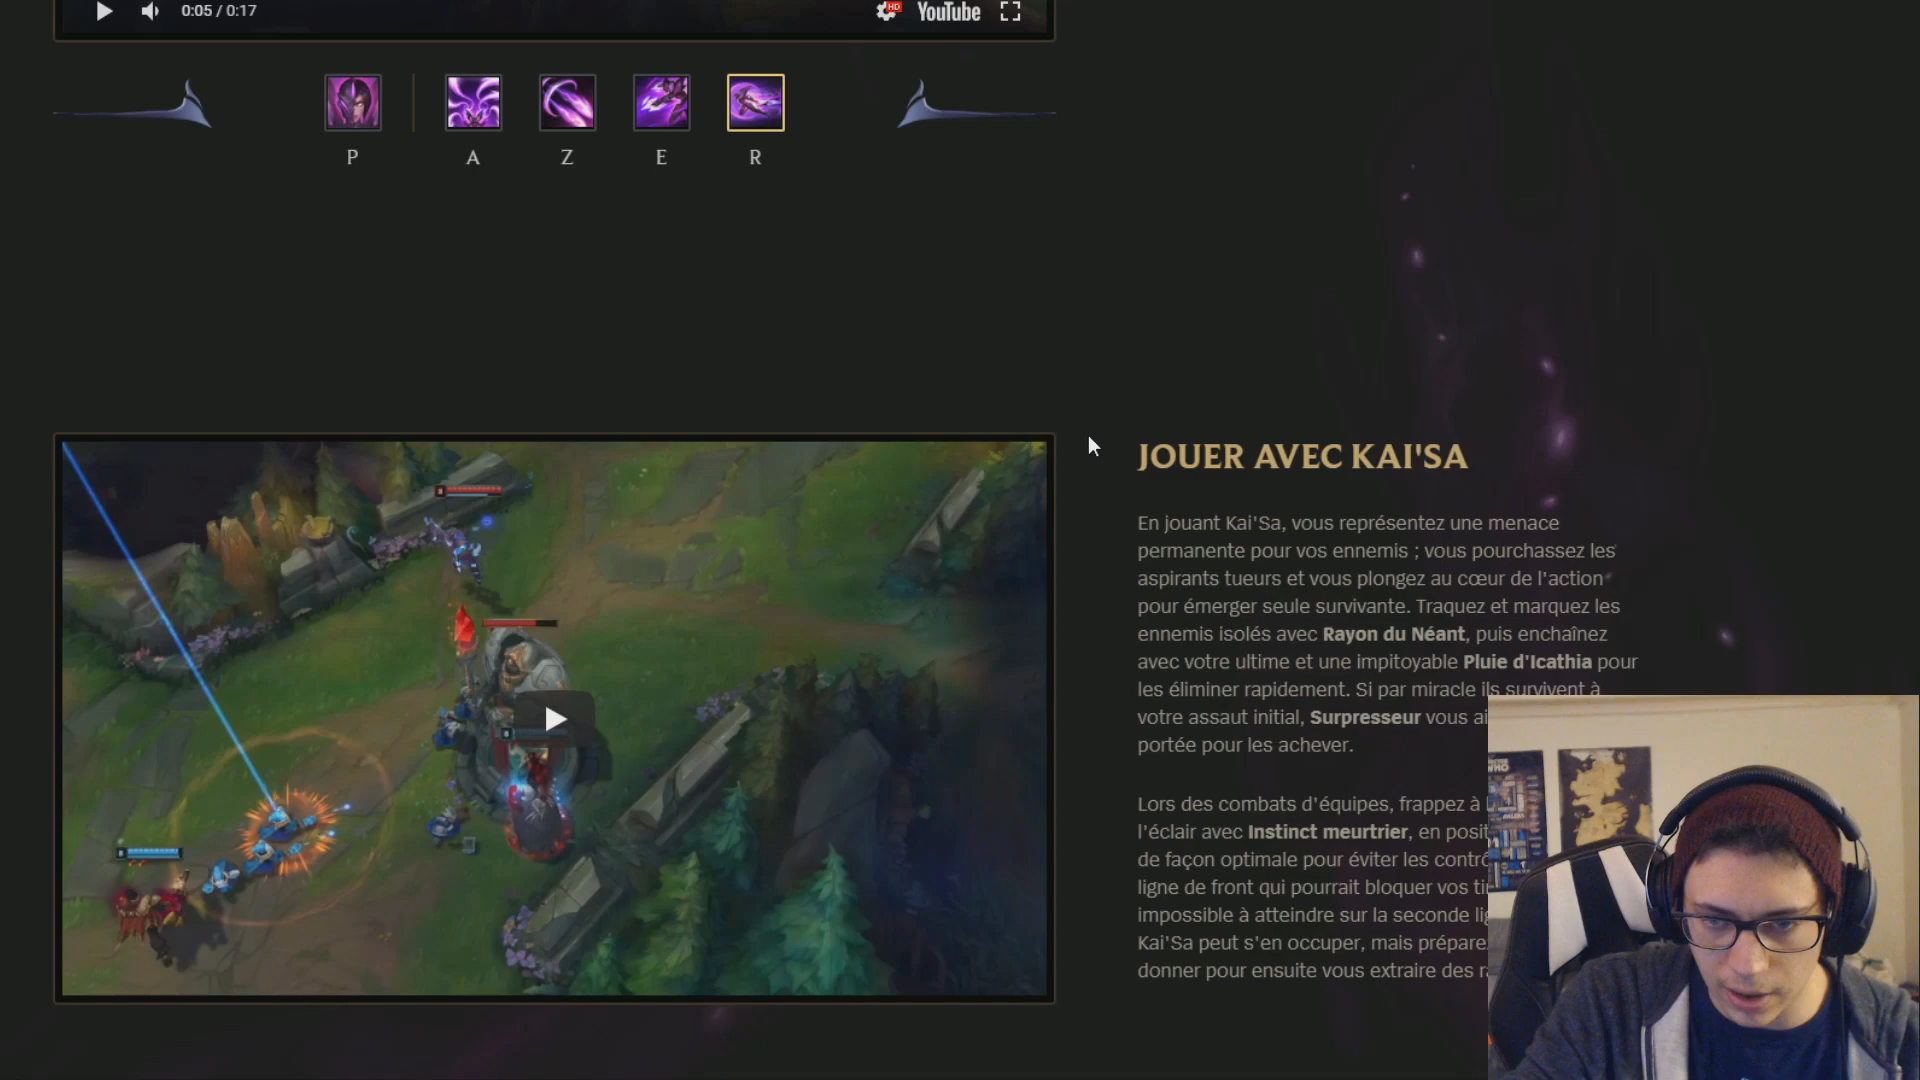 0:05 / 0:17
HD
YouTube
P
A
Z
E
R
JOUER AVEC KAI'SA
En jouant Kai'Sa, vous représentez une menace
permanente pour vos ennemis ; vous pourchassez les
aspirants tueurs et vous plongez au cœur de l'action
pour émerger seule survivante. Traquez et marquez les
ennemis isolés avec Rayon du Néant, puis enchaînez
avec votre ultime et une impitoyable Pluie d'Icathia pour
les éliminer rapidement. Si par miracle ils survivent à
votre assaut initial, Surpresseur vous
portée pour les achever.
Lors des combats d'équipes, frappez à
l'éclair avec Instinct meurtrier, en
de façon optimale pour éviter les
ligne de front qui pourrait bloquer vos
impossible à atteindre sur la seconde
Kai'Sa peut s'en occuper, mais
donner pour ensuite vous extraire des
WHO